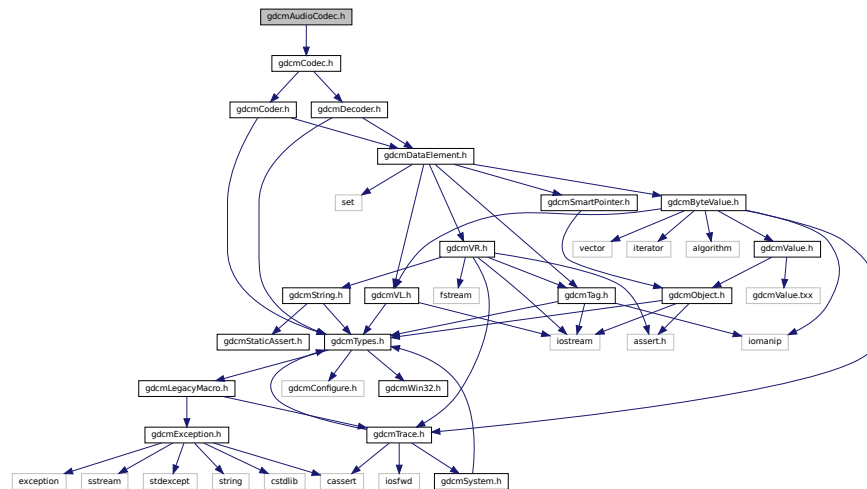 gdcmAudioCodec.h
gdcmCodec.h
gdcmCoder.h
gdcmDecoder.h
gdcmDataElement.h
set
gdcmSmartPointer.h
gdcmByteValue.h
gdcmVR.h
vector
iterator
algorithm
gdcmValue.h
gdcmString.h
gdcmVL.h
fstream
gdcmTag.h
gdcmObject.h
gdcmValue.txx
gdcmStaticAssert.h
gdcmTypes.h
iostream
assert.h
iomanip
gdcmLegacyMacro.h
gdcmConfigure.h
gdcmWin32.h
gdcmException.h
gdcmTrace.h
exception
sstream
stdexcept
string
cstdlib
cassert
iosfwd
gdcmSystem.h